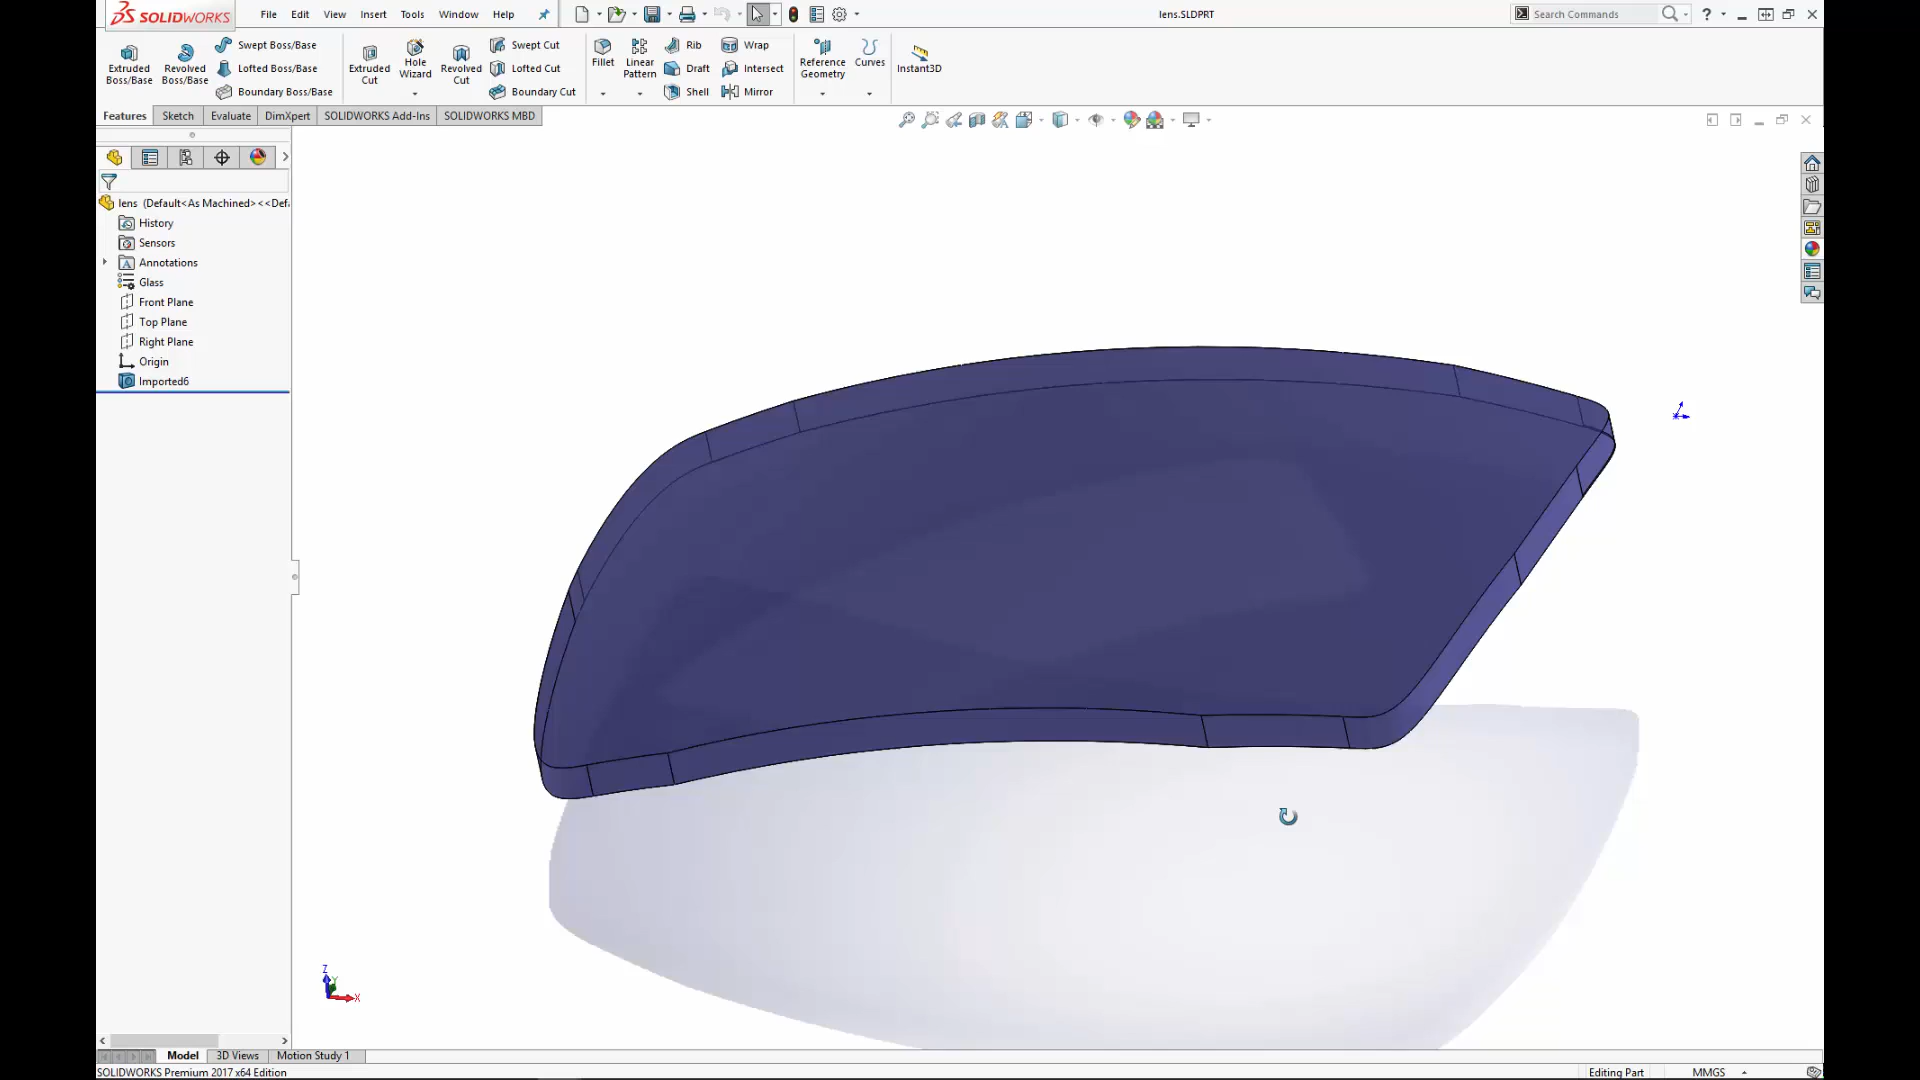 SOLIDWORKS File Edit View Insert Tools Window Help lens.SLDPRT Search Commands ?
Extruded Boss/Base
Revolved Boss/Base
Swept Boss/Base
Lofted Boss/Base
Boundary Boss/Base
Extruded Cut
Hole Wizard
Revolved Cut
Swept Cut
Lofted Cut
Boundary Cut
Fillet
Linear Pattern
Rib
Draft
Shell
Wrap
Intersect
Mirror
Reference Geometry
Curves
Instant3D
Features Sketch Evaluate DimXpert SOLIDWORKS Add-Ins SOLIDWORKS MBD
lens (Default<As Machined><<Def
History
Sensors
Annotations
Glass
Front Plane
Top Plane
Right Plane
Origin
Imported6
Z
Y
X
Model 3D Views Motion Study 1
SOLIDWORKS Premium 2017 x64 Edition Editing Part MMGS